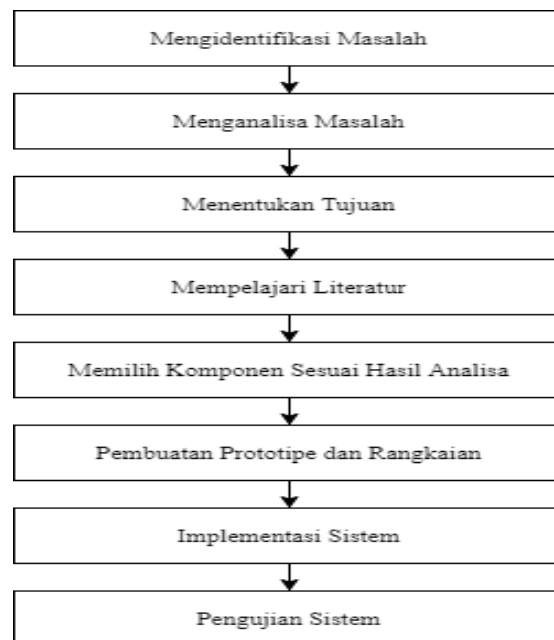 Mengidentifikasi Masalah
Menganalisa Masalah
Menentukan Tujuan
Mempelajari Literatur
Memilih Komponen Sesuai Hasil Analisa
Pembuatan Prototipe dan Rangkaian
Implementasi Sistem
Pengujian Sistem